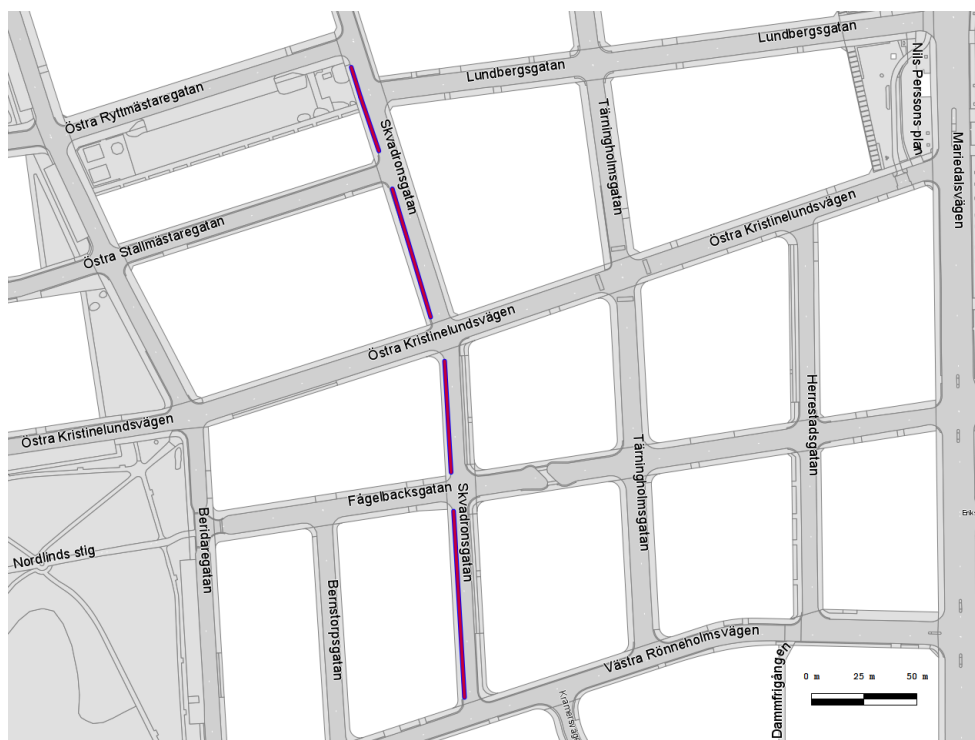 Lundbergsgatan
Lundbergsgatan
Nils Perssons plan
Östra Ryttmästaregatan
Skvadronsgatan
Tärningholmsgatan
Mariedalsvägen
Östra Kristinelundsvägen
Östra Stallmästaregatan
Östra Kristinelundsvägen
Östra Kristinelundsvägen
Herrestadsgatan
Tärningholmsgatan
Fågelbacksgatan
Skvadronsgatan
Beridaregatan
Erik
Nordlinds stig
Bernstorpsgatan
Västra Rönneholmsvägen
Dammfrigången
0 m 25 m 50 m